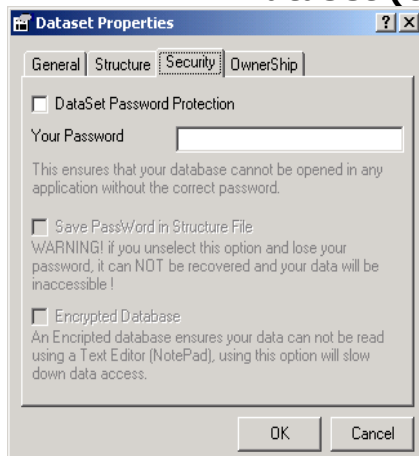 Dataset Properties
General Structure Security OwnerShip
DataSet Password Protection
Your Password
This ensures that your database cannot be opened in any
application without the correct password.
Save PassWord in Structure File
WARNING! if you unselect this option and lose your
password, it can NOT be recovered and your data will be
inaccessible !
Encrypted Database
An Encripted database ensures your data can not be read
using a Text Editor (NotePad), using this option will slow
down data access.
OK Cancel